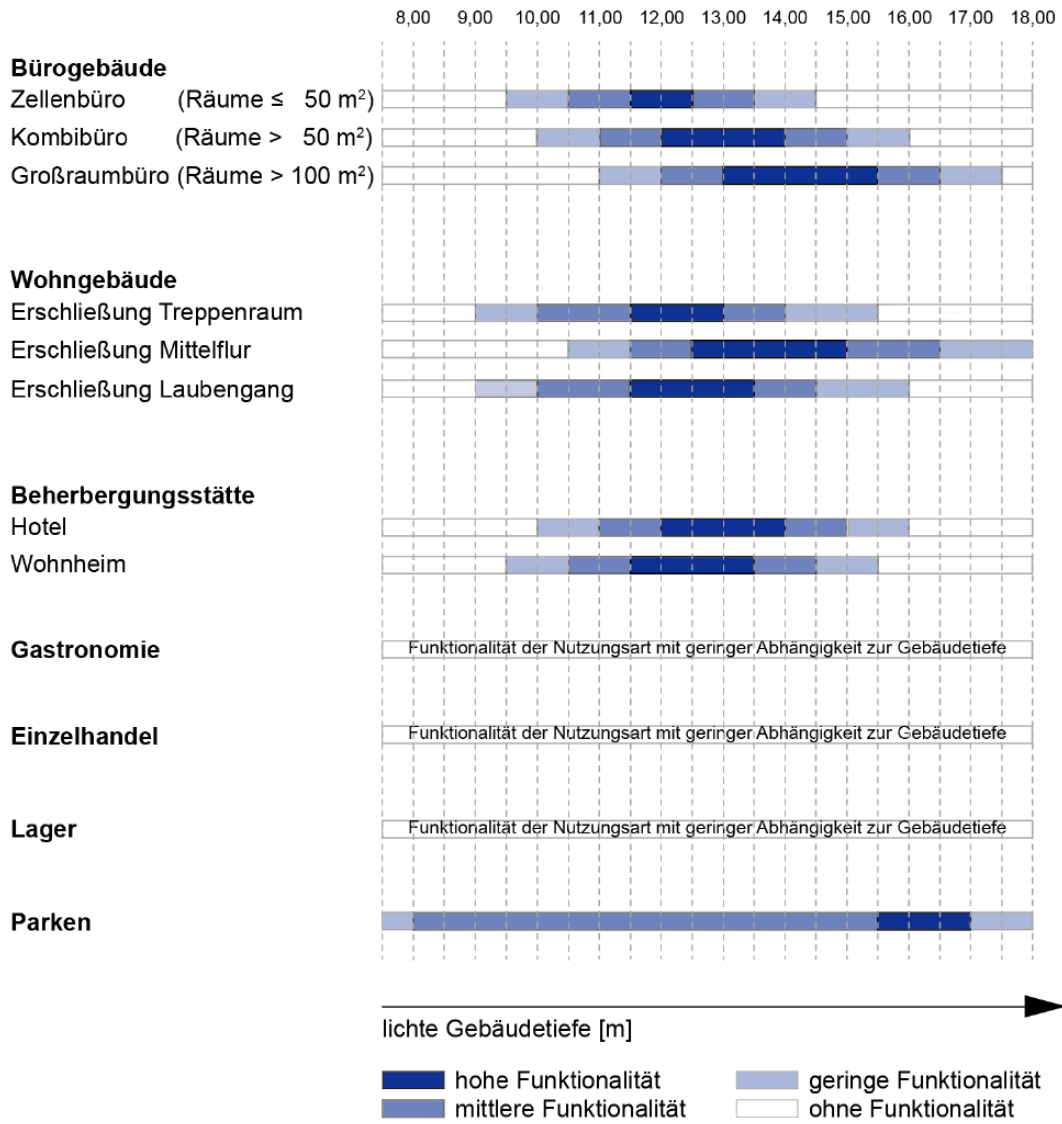 8,00 9,00 10,00 11,00 12,00 13,00 14,00 15,00 16,00 17,00 18,00
Bürogebäude
Zellenbüro (Räume ≤ 50 m²)
Kombibüro (Räume > 50 m²)
Großraumbüro (Räume > 100 m²)
Wohngebäude
Erschließung Treppenraum
Erschließung Mittelflur
Erschließung Laubengang
Beherbergungsstätte
Hotel
Wohnheim
Gastronomie Funktionalität der Nutzungsart mit geringer Abhängigkeit zur Gebäudetiefe
Einzelhandel Funktionalität der Nutzungsart mit geringer Abhängigkeit zur Gebäudetiefe
Lager Funktionalität der Nutzungsart mit geringer Abhängigkeit zur Gebäudetiefe
Parken
lichte Gebäudetiefe [m]
hohe Funktionalität geringe Funktionalität
mittlere Funktionalität ohne Funktionalität